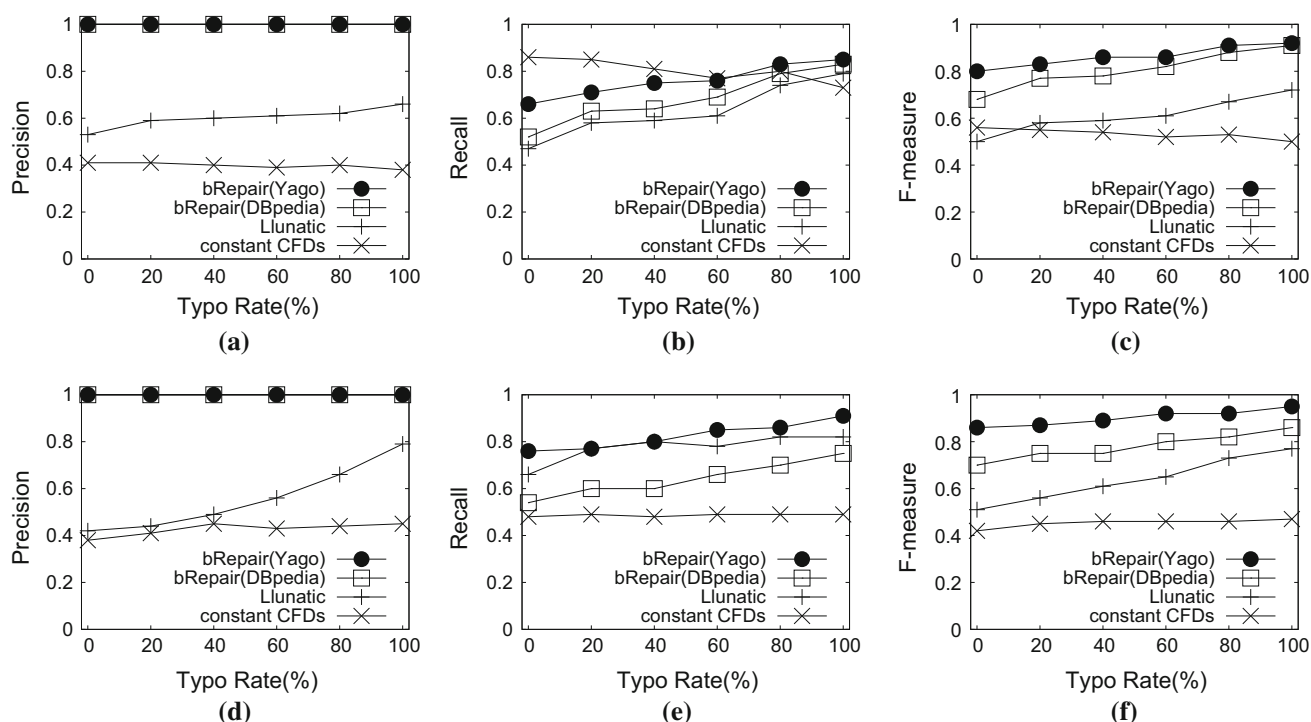 1
0.8
0.6
0.4
0.2
0
Precision
bRepair(Yago)
bRepair(DBpedia)
Llunatic
constant CFDs
0 20 40 60 80 100
Typo Rate(%)
(a)
1
0.8
0.6
0.4
0.2
0
Recall
bRepair(Yago)
bRepair(DBpedia)
Llunatic
constant CFDs
0 20 40 60 80 100
Typo Rate(%)
(b)
1
0.8
0.6
0.4
0.2
0
F-measure
bRepair(Yago)
bRepair(DBpedia)
Llunatic
constant CFDs
0 20 40 60 80 100
Typo Rate(%)
(c)
1
0.8
0.6
0.4
0.2
0
Precision
bRepair(Yago)
bRepair(DBpedia)
Llunatic
constant CFDs
0 20 40 60 80 100
Typo Rate(%)
(d)
1
0.8
0.6
0.4
0.2
0
Recall
bRepair(Yago)
bRepair(DBpedia)
Llunatic
constant CFDs
0 20 40 60 80 100
Typo Rate(%)
(e)
1
0.8
0.6
0.4
0.2
0
F-measure
bRepair(Yago)
bRepair(DBpedia)
Llunatic
constant CFDs
0 20 40 60 80 100
Typo Rate(%)
(f)